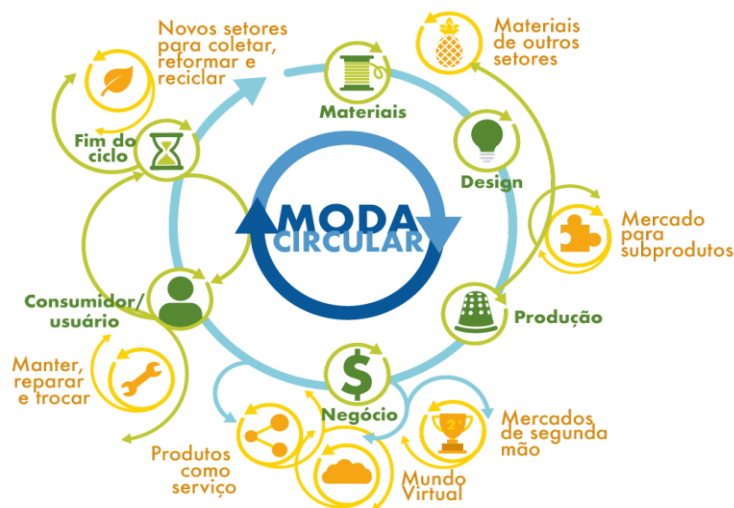 Novos setores
para coletar,
reformar e
reciclar
Materiais
de outros
setores
Materiais
Fim do
ciclo
Design
MODA
CIRCULAR
Mercado
para
subprodutos
Consumidor/
usuário
Produção
Manter,
reparar
e trocar
$
Negócio
2º
Mercados
de segunda
mão
Produtos
como
serviço
Mundo
Virtual